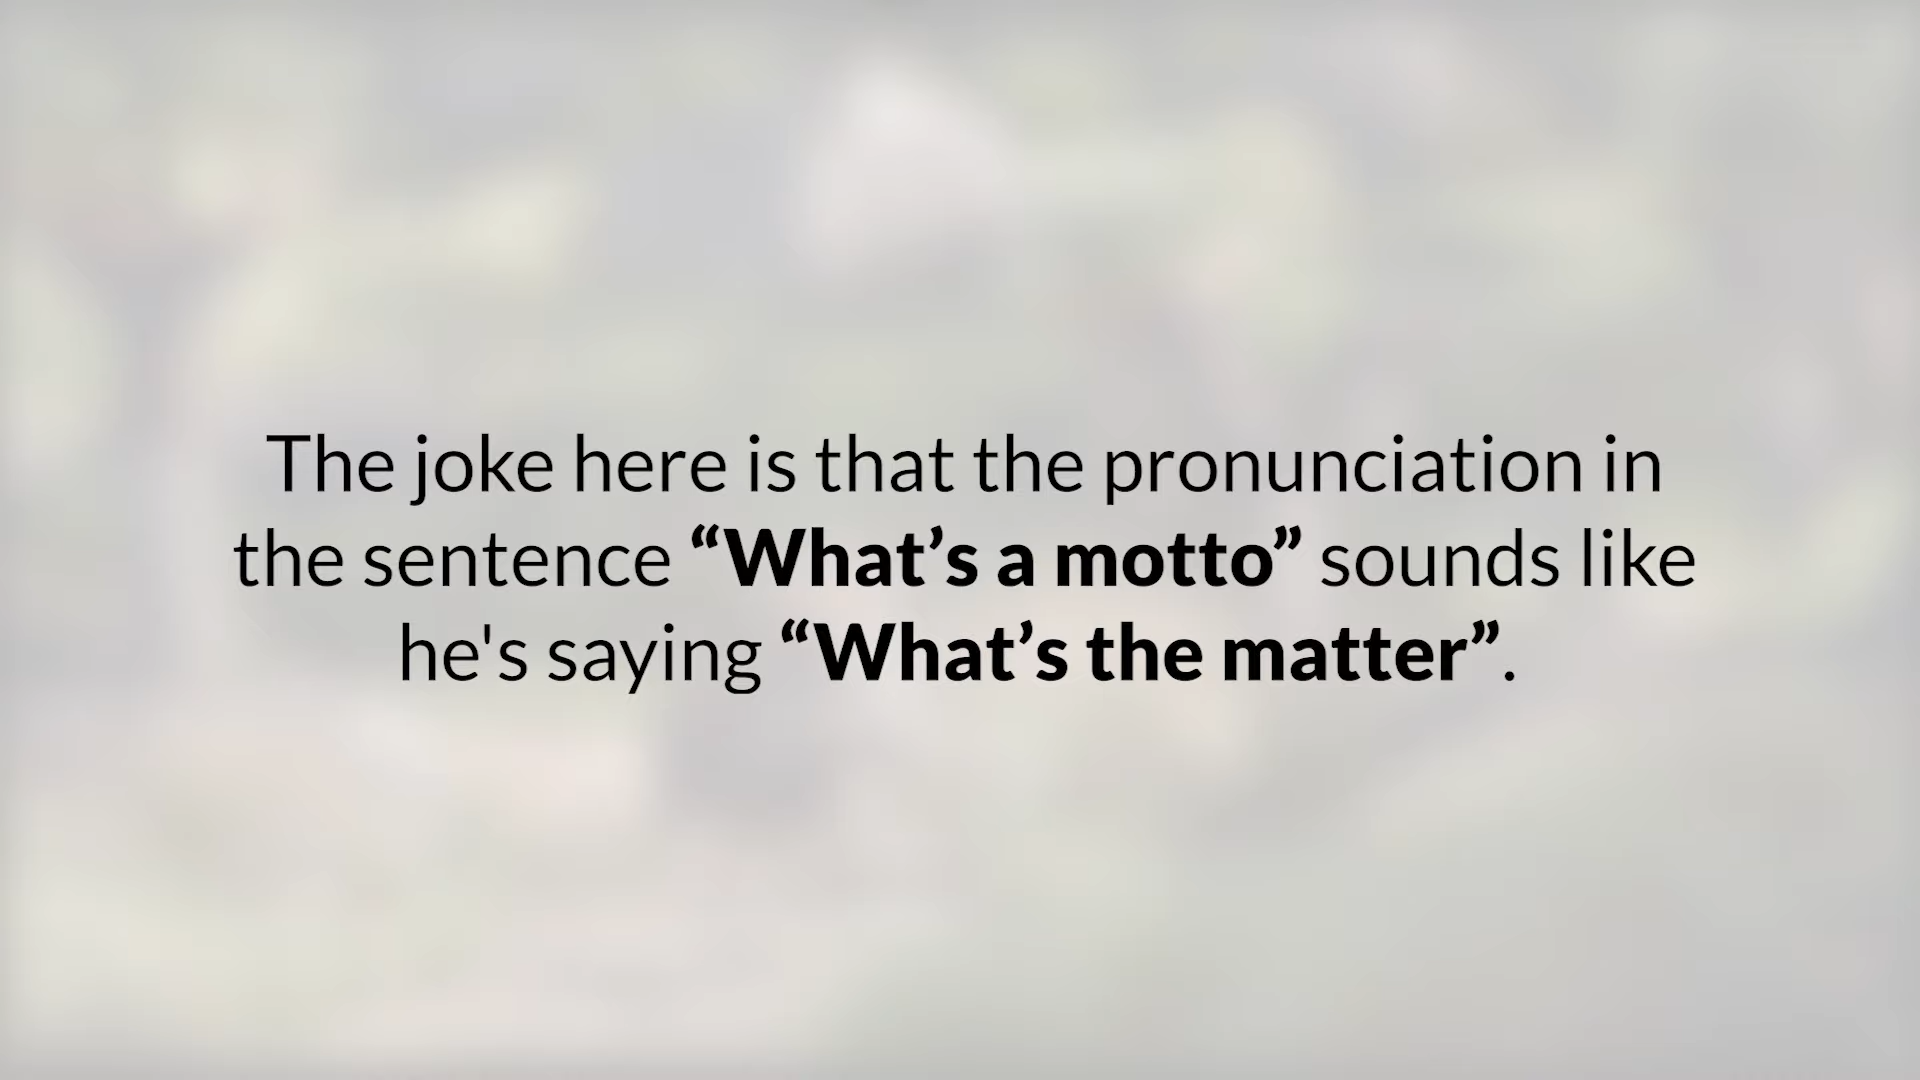 The joke here is that the pronunciation in
the sentence “What’s a motto” sounds like
he's saying “What’s the matter”.